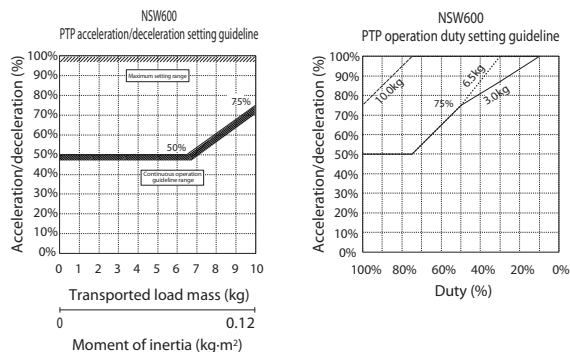 NSW600
PTP acceleration/deceleration setting guideline
Acceleration/deceleration (%)
100%
90%
80%
70%
60%
50%
40%
30%
20%
10%
0%
Maximum setting range
75%
50%
Continuous operation
guideline range
0 1 2 3 4 5 6 7 8 9 10
Transported load mass (kg)
0 0.12
Moment of inertia (kg·m²)
NSW600
PTP operation duty setting guideline
Acceleration/deceleration (%)
100%
90%
80%
70%
60%
50%
40%
30%
20%
10%
0%
10.0kg
75%
6.5kg
3.0kg
100% 80% 60% 40% 20% 0%
Duty (%)